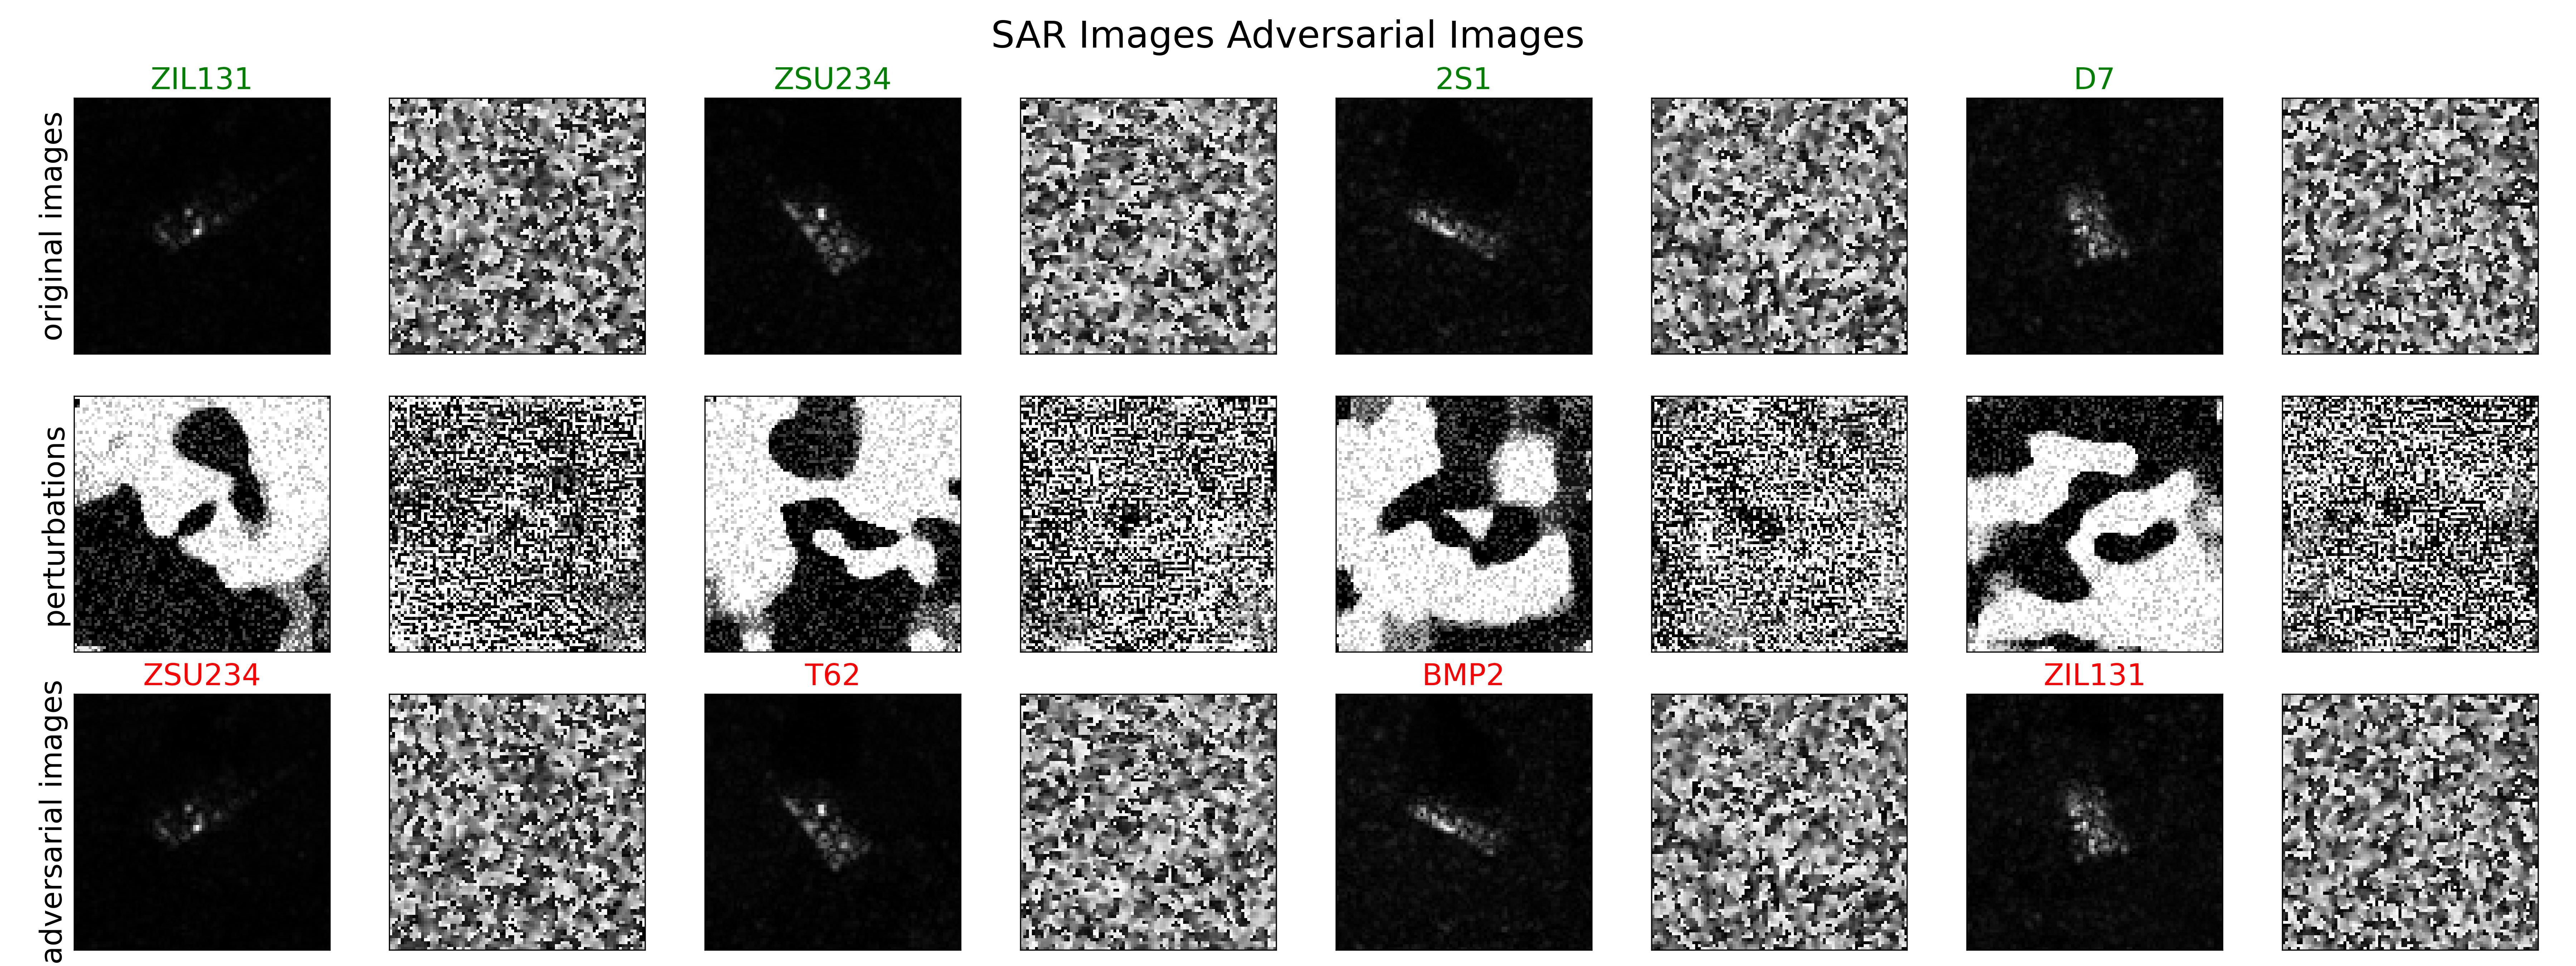 SAR Images Adversarial Images
ZIL131 ZSU234 2S1 D7
original images
perturbations
ZSU234 T62 BMP2 ZIL131
adversarial images